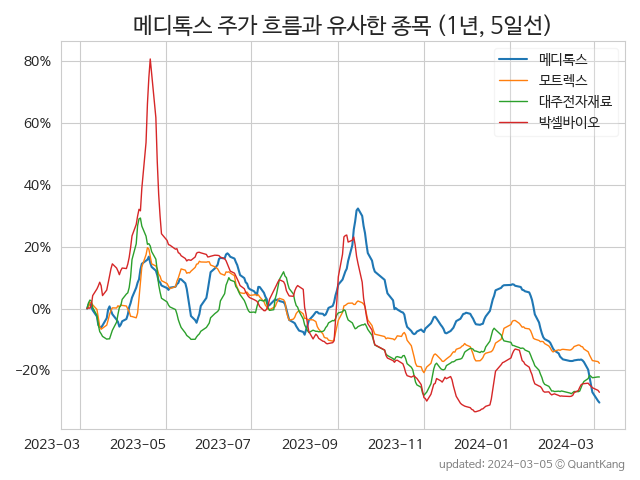 메디톡스 주가 흐름과 유사한 종목 (1년, 5일선)
메디톡스
모트렉스
대주전자재료
박셀바이오
80%
60%
40%
20%
0%
−20%
2023-03 2023-05 2023-07 2023-09 2023-11 2024-01 2024-03
updated: 2024-03-05 © QuantKang